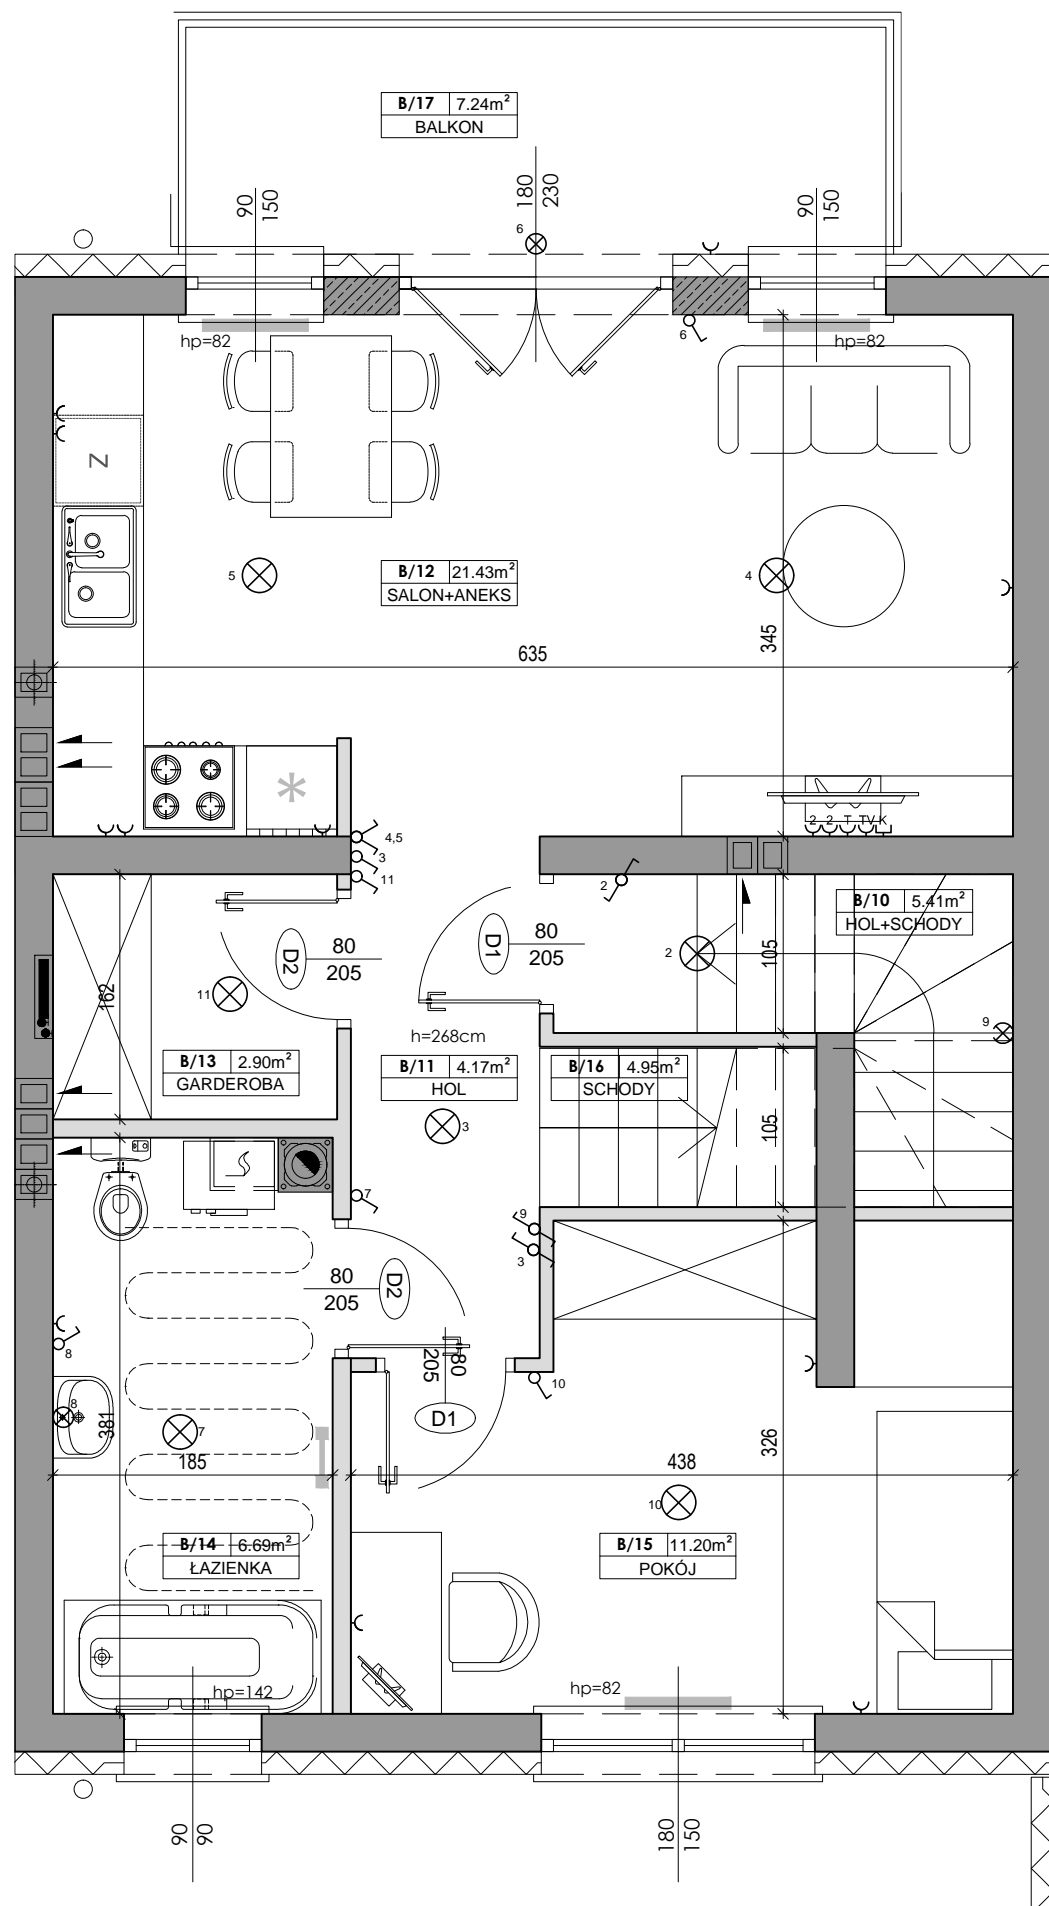 B/17 7.24m²
BALKON
180
230
90
150
90
150
6
6
hp=82
hp=82
Z
5
B/12 21.43m²
SALON+ANEKS
4
345
635
*
4,5
3
11
2 2 T TV K
2
B/10 5.41m²
HOL+SCHODY
D2
80
205
D1
80
205
2
105
162
11
9
h=268cm
B/13 2.90m²
GARDEROBA
B/11 4.17m²
HOL
B/16 4.95m²
SCHODY
3
105
7
9
3
80
205
D2
8
80
205
10
D1
8
381
7
185
438
326
10
B/14 6.69m²
ŁAZIENKA
B/15 11.20m²
POKÓJ
hp=142
hp=82
90
90
180
150